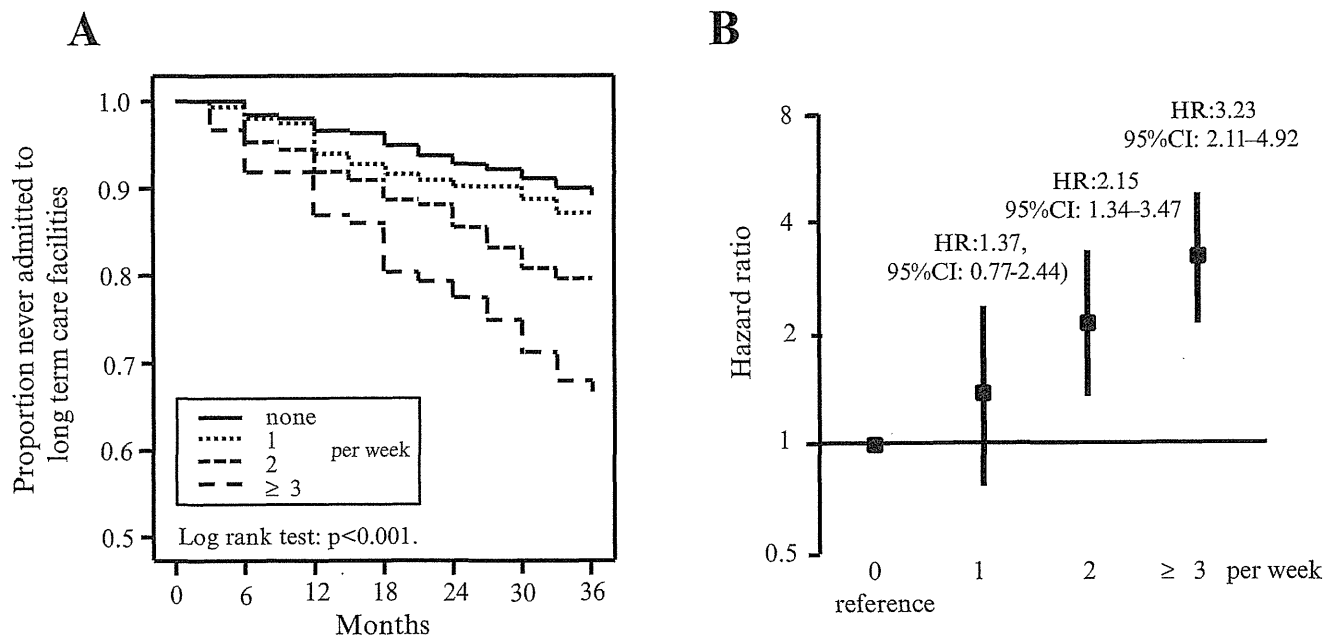 A
Proportion never admitted to
long term care facilities
1.0
0.9
0.8
0.7
0.6
0.5
none
1
2
≥ 3
per week
Log rank test: p<0.001.
0 6 12 18 24 30 36
Months
B
Hazard ratio
8
4
2
1
0.5
HR:3.23
95%CI: 2.11–4.92
HR:2.15
95%CI: 1.34–3.47
HR:1.37,
95%CI: 0.77-2.44)
0 1 2 ≥ 3 per week
reference